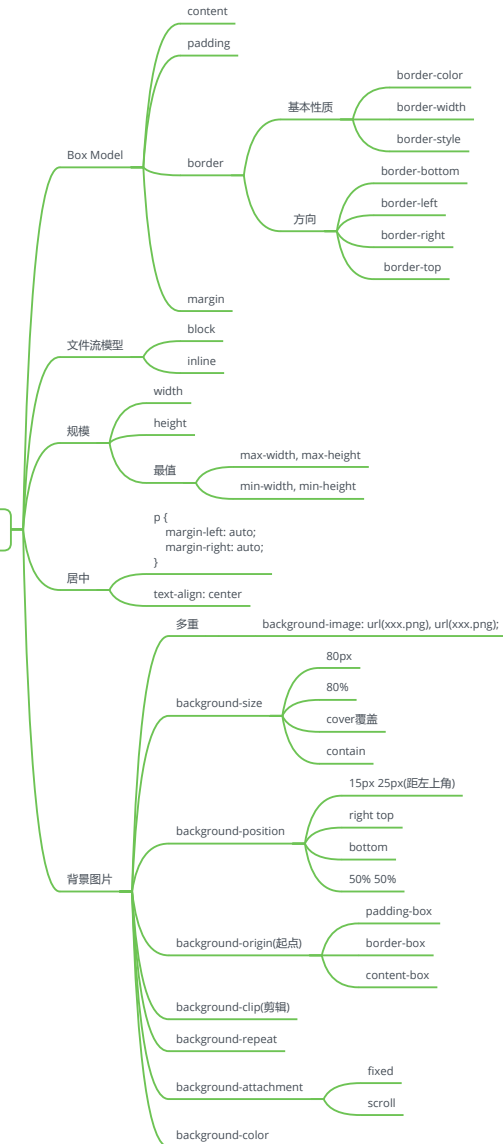 content
padding
Box Model
border
基本性质
border-color
border-width
border-style
方向
border-bottom
border-left
border-right
border-top
margin
文件流模型
block
inline
规模
width
height
最值
max-width, max-height
min-width, min-height
居中
p {
margin-left: auto;
margin-right: auto;
}
text-align: center
背景图片
多重
background-image: url(xxx.png), url(xxx.png);
background-size
80px
80%
cover覆盖
contain
background-position
15px 25px(距左上角)
right top
bottom
50% 50%
background-origin(起点)
padding-box
border-box
content-box
background-clip(剪辑)
background-repeat
background-attachment
fixed
scroll
background-color